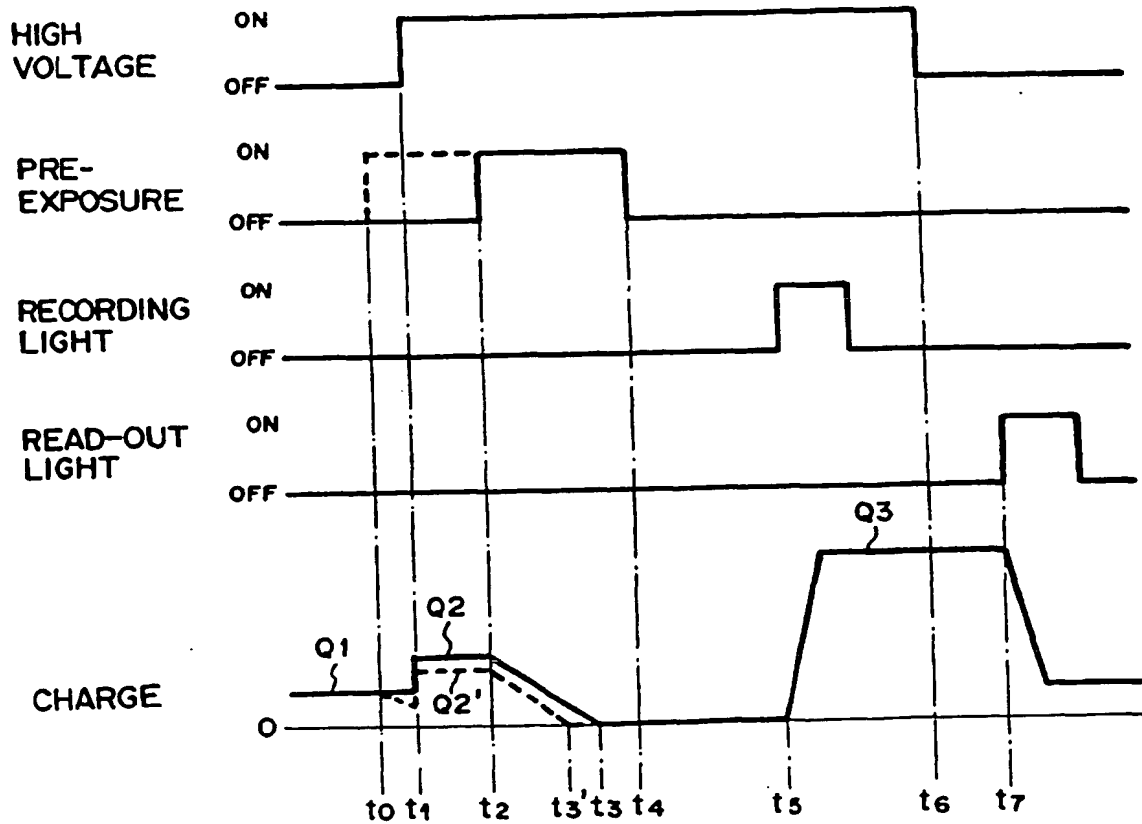 HIGH
VOLTAGE
ON
OFF
PRE-
EXPOSURE
ON
OFF
RECORDING
LIGHT
ON
OFF
READ-OUT
LIGHT
ON
OFF
Q3
Q2
Q1
Q2'
CHARGE
0
t0 t1 t2 t3' t3 t4 t5 t6 t7